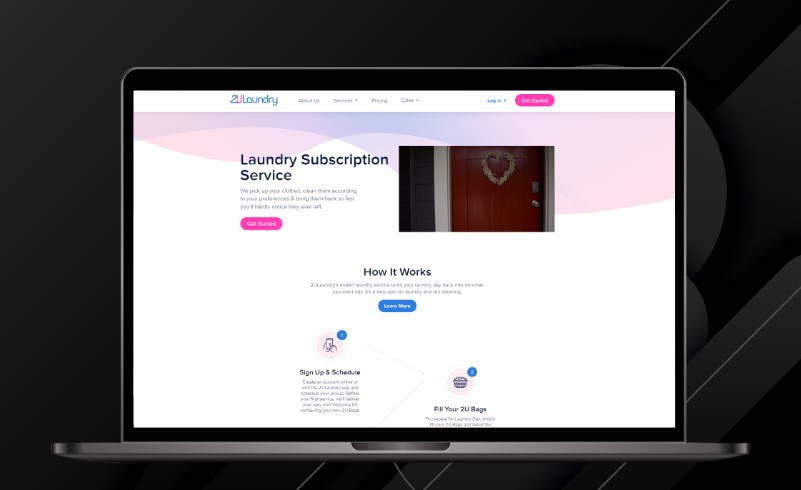 2ULaundry
About Us
Services
Pricing
Cities
Log In
Get Started
Laundry Subscription
Service
We pick up your clothes, clean them according
to your preferences & bring them back so fast
you'll hardly notice they ever left.
Get Started
How It Works
2ULaundry's expert laundry service turns your laundry day back into do what
you want day. It's a new spin on laundry and dry cleaning.
Learn More
1
Sign Up & Schedule
Create an account online or
with the 2ULaundry app and
schedule your pickup. Before
your first service, we'll deliver
your very own Welcome Kit
containing your new 2U Bags.
2
Fill Your 2U Bags
To prepare for Laundry Day, simply
fill your 2U Bags and leave the